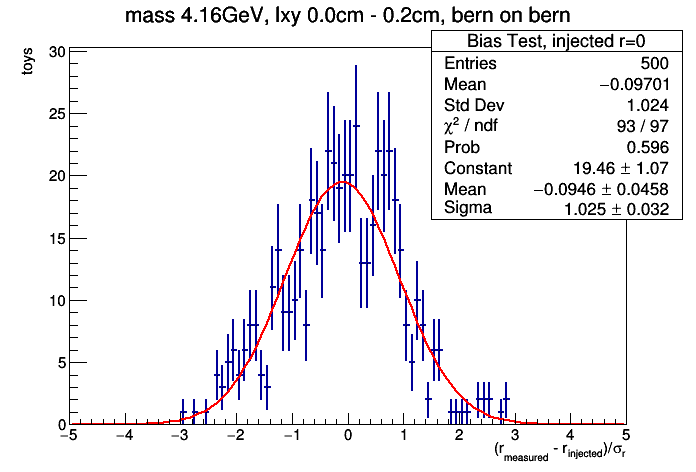 mass 4.16GeV, lxy 0.0cm - 0.2cm, bern on bern
Bias Test, injected r=0
Entries 500
Mean −0.09701
Std Dev 1.024
χ² / ndf 93 / 97
Prob 0.596
Constant 19.46 ± 1.07
Mean −0.0946 ± 0.0458
Sigma 1.025 ± 0.032
toys
30
25
20
15
10
5
0
−5 −4 −3 −2 −1 0 1 2 3 4 5
(r_measured - r_injected)/σ_r